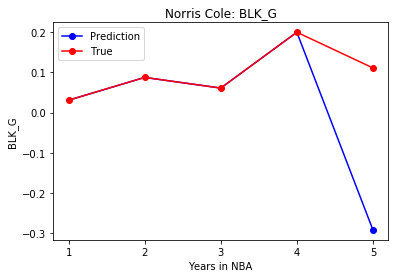 Norris Cole: BLK_G
Prediction
True
0.2
0.1
0.0
−0.1
−0.2
−0.3
BLK_G
1 2 3 4 5
Years in NBA